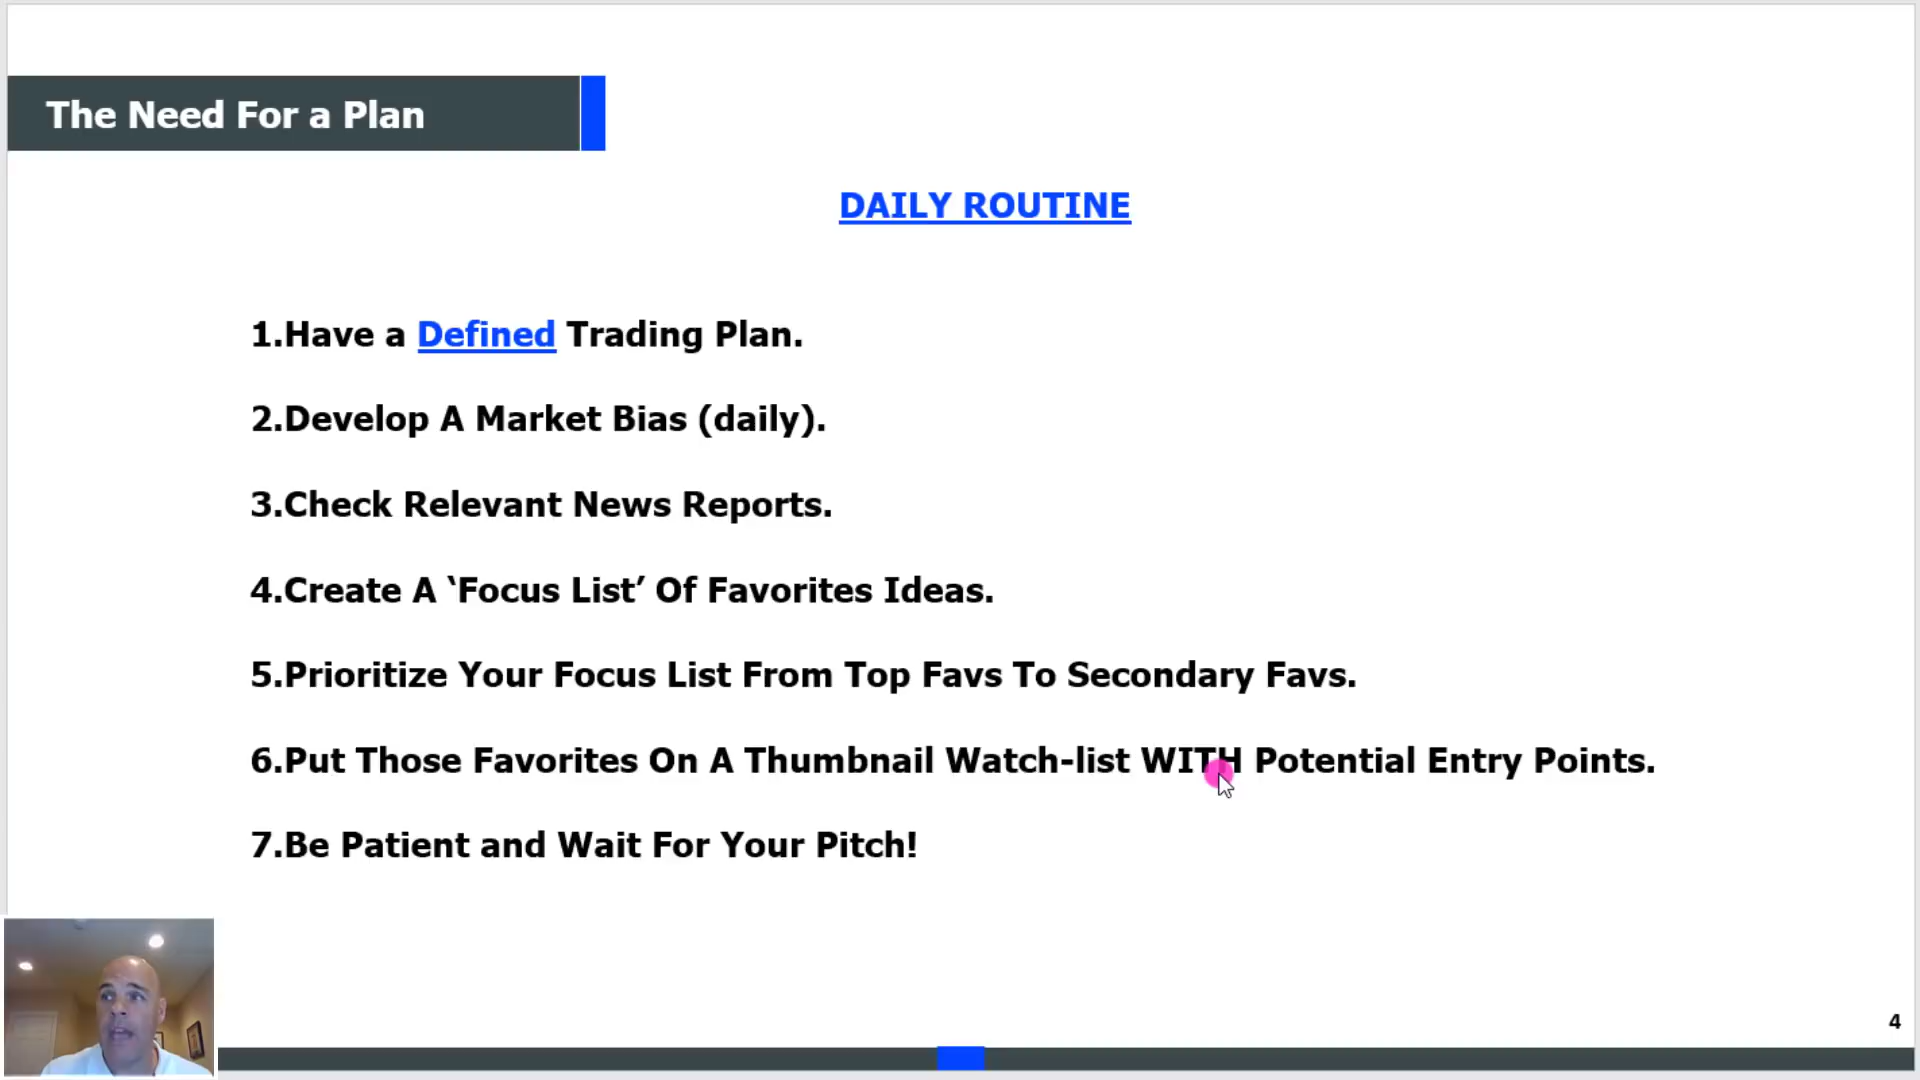 The Need For a Plan
DAILY ROUTINE
1.Have a Defined Trading Plan.
2.Develop A Market Bias (daily).
3.Check Relevant News Reports.
4.Create A ‘Focus List’ Of Favorites Ideas.
5.Prioritize Your Focus List From Top Favs To Secondary Favs.
6.Put Those Favorites On A Thumbnail Watch-list WITH Potential Entry Points.
7.Be Patient and Wait For Your Pitch!
4